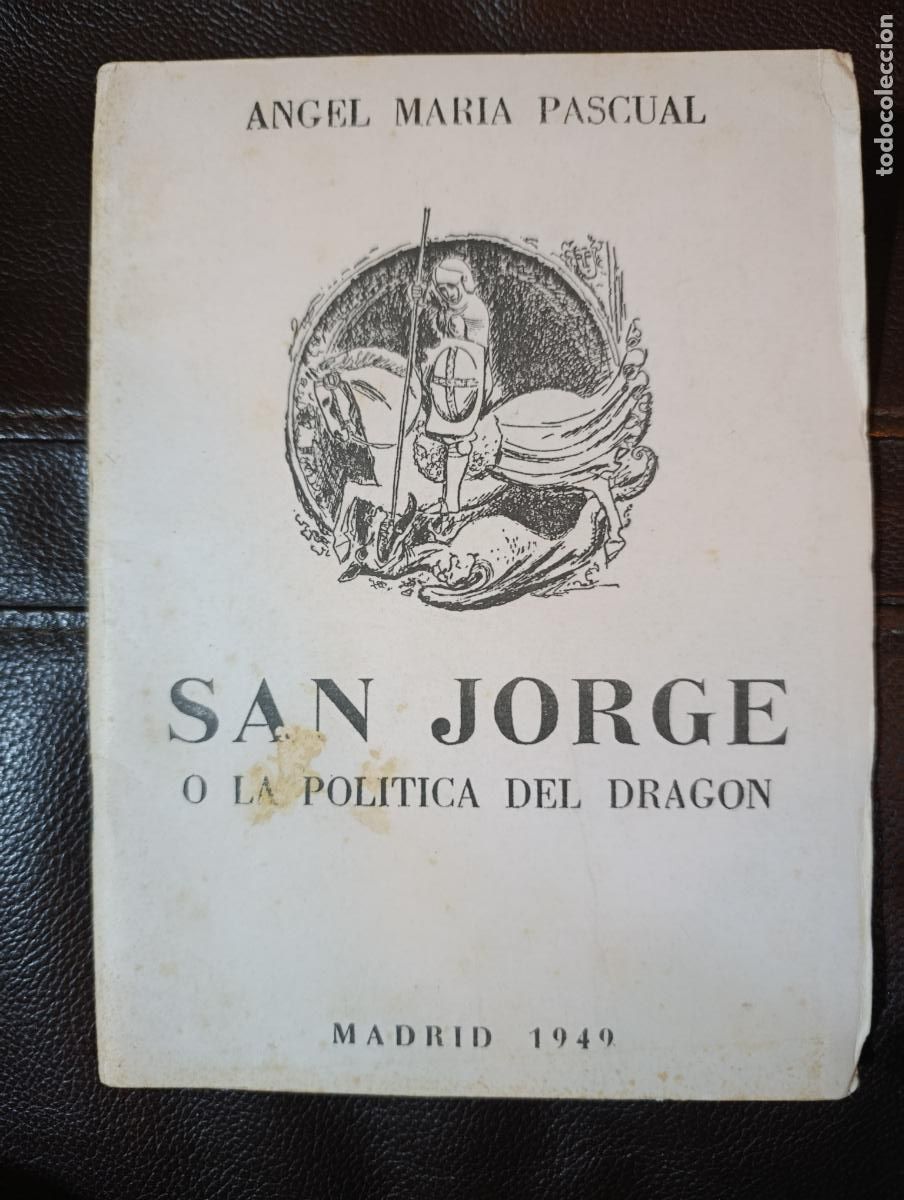 todocoleccion
ANGEL MARIA PASCUAL
SAN JORGE
O LA POLITICA DEL DRAGON
MADRID 1949